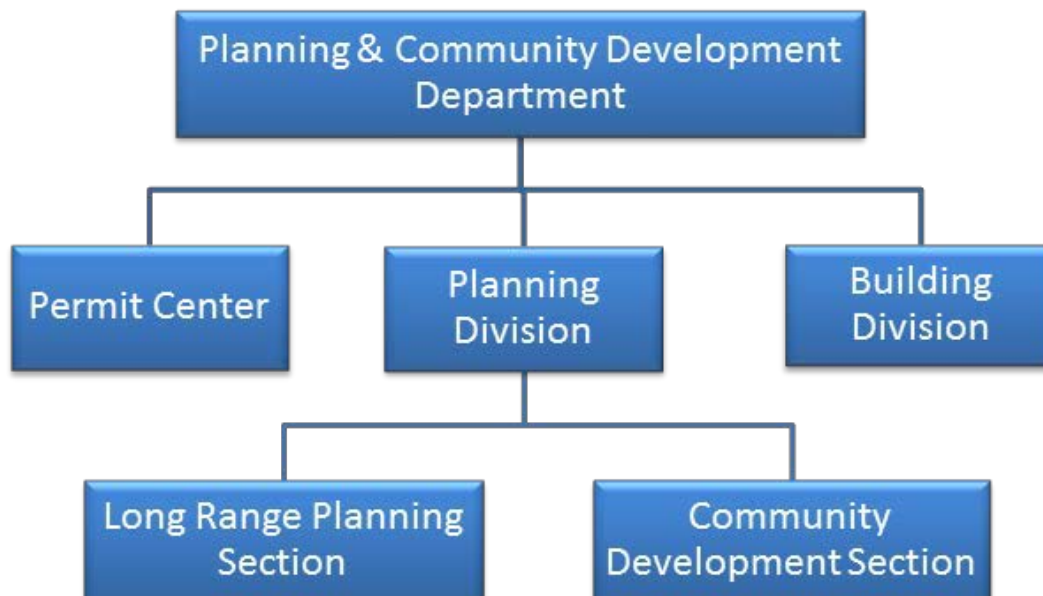 Planning & Community Development
Department
Permit Center
Planning
Division
Building
Division
Long Range Planning
Section
Community
Development Section